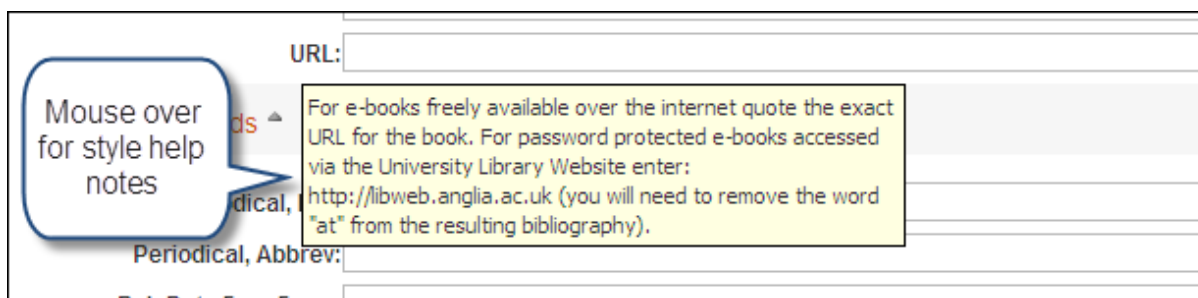 URL:
Mouse over
for style help
notes
ds
For e-books freely available over the internet quote the exact
URL for the book. For password protected e-books accessed
via the University Library Website enter:
http://libweb.anglia.ac.uk (you will need to remove the word
"at" from the resulting bibliography).
dical,
Periodical, Abbrev: